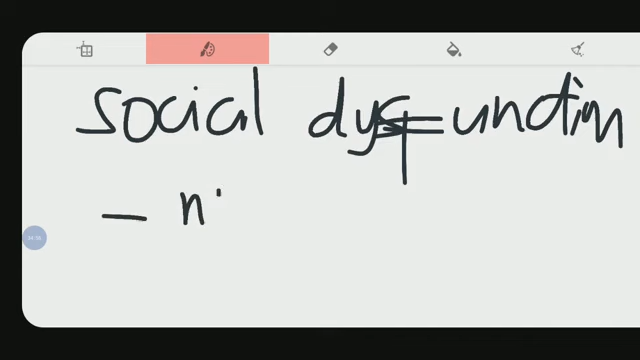 social dysfunction
— n'